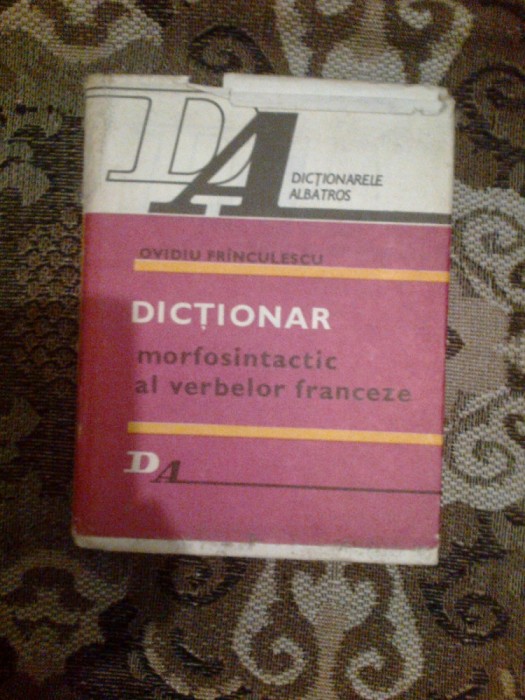 DA
DICȚIONARELE
ALBATROS
OVIDIU FRÎNCULESCU
DICȚIONAR
morfosintactic
al verbelor franceze
DA